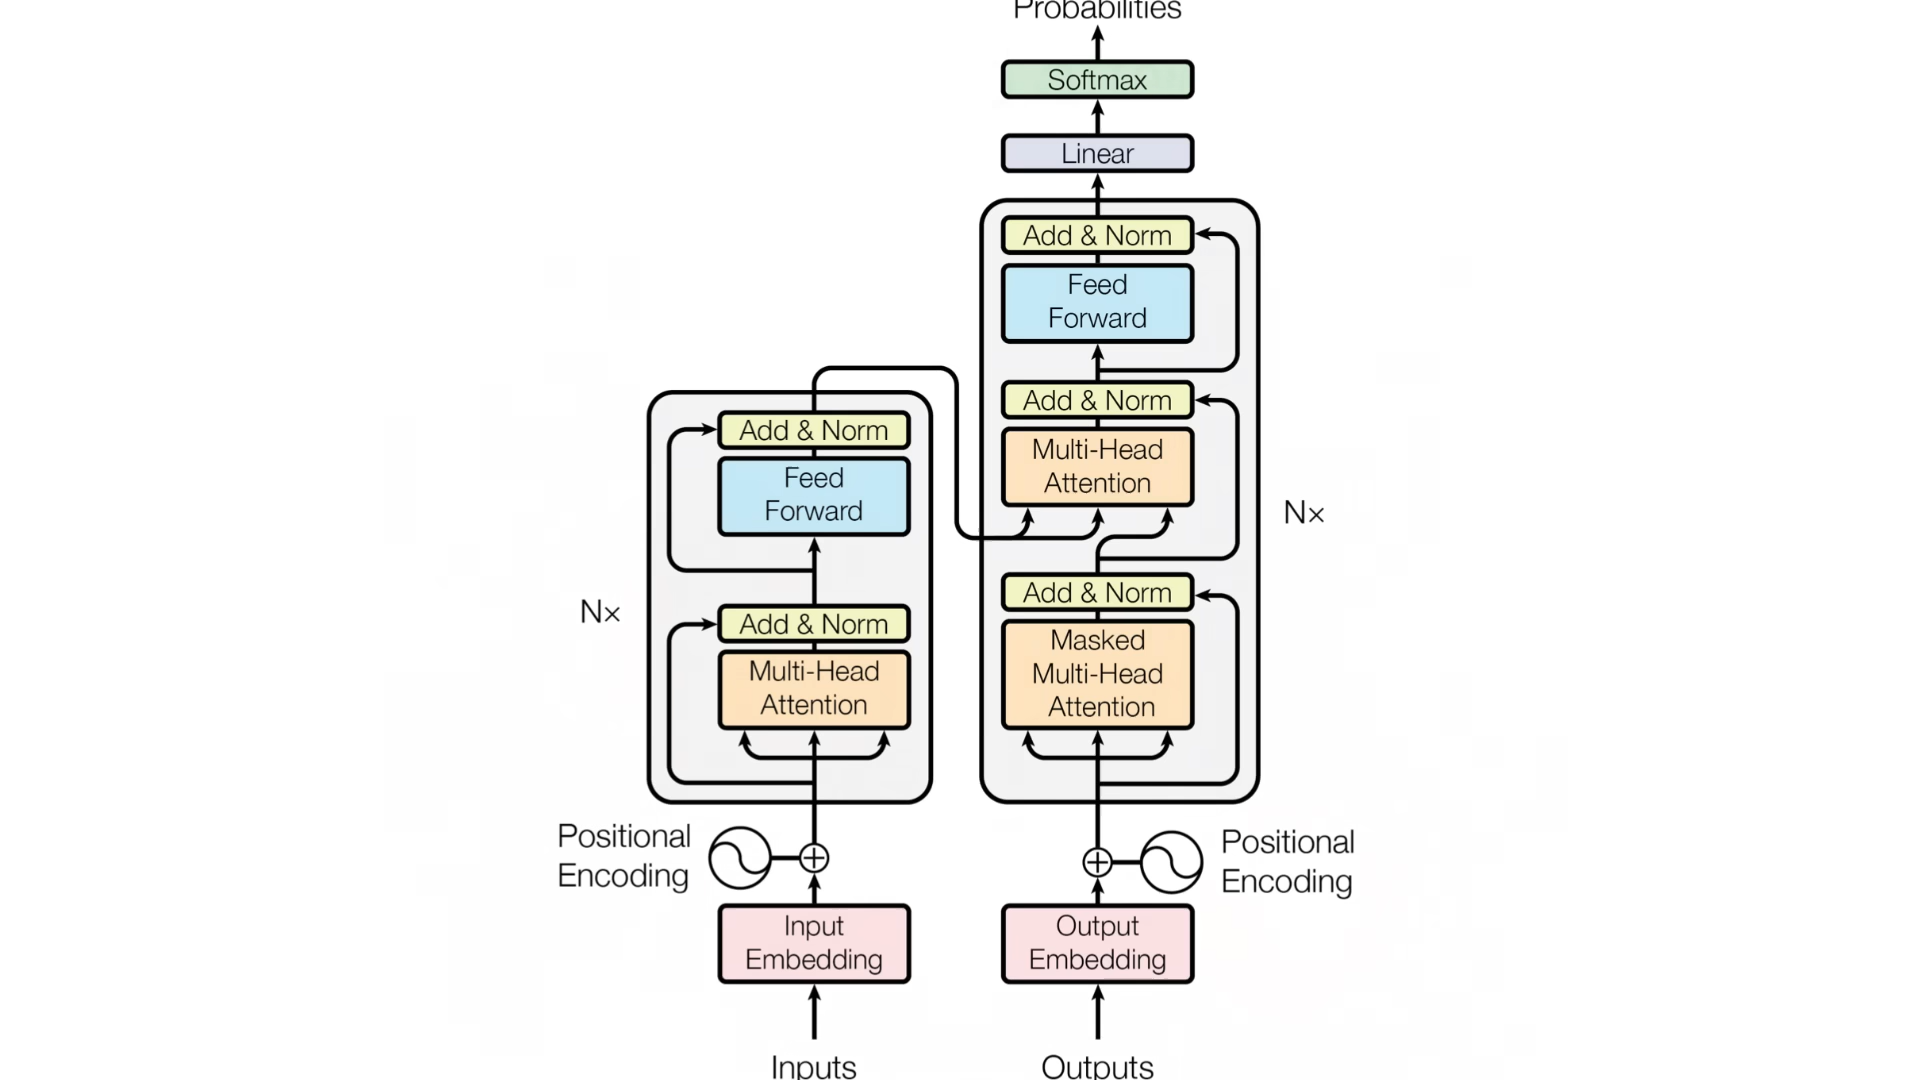 Probabilities
Softmax
Linear
Add & Norm
Feed
Forward
Add & Norm
Multi-Head
Attention
Nx
Add & Norm
Masked
Multi-Head
Attention
Add & Norm
Feed
Forward
Nx
Add & Norm
Multi-Head
Attention
Positional
Encoding
Positional
Encoding
Input
Embedding
Output
Embedding
Inputs
Outputs